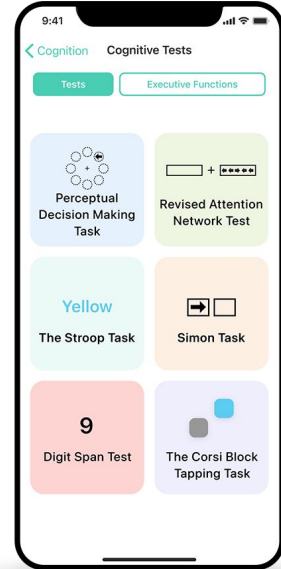 9:41
Cognition Cognitive Tests
Tests Executive Functions
Perceptual
Decision Making
Task
Revised Attention
Network Test
Yellow
The Stroop Task
Simon Task
9
Digit Span Test
The Corsi Block
Tapping Task